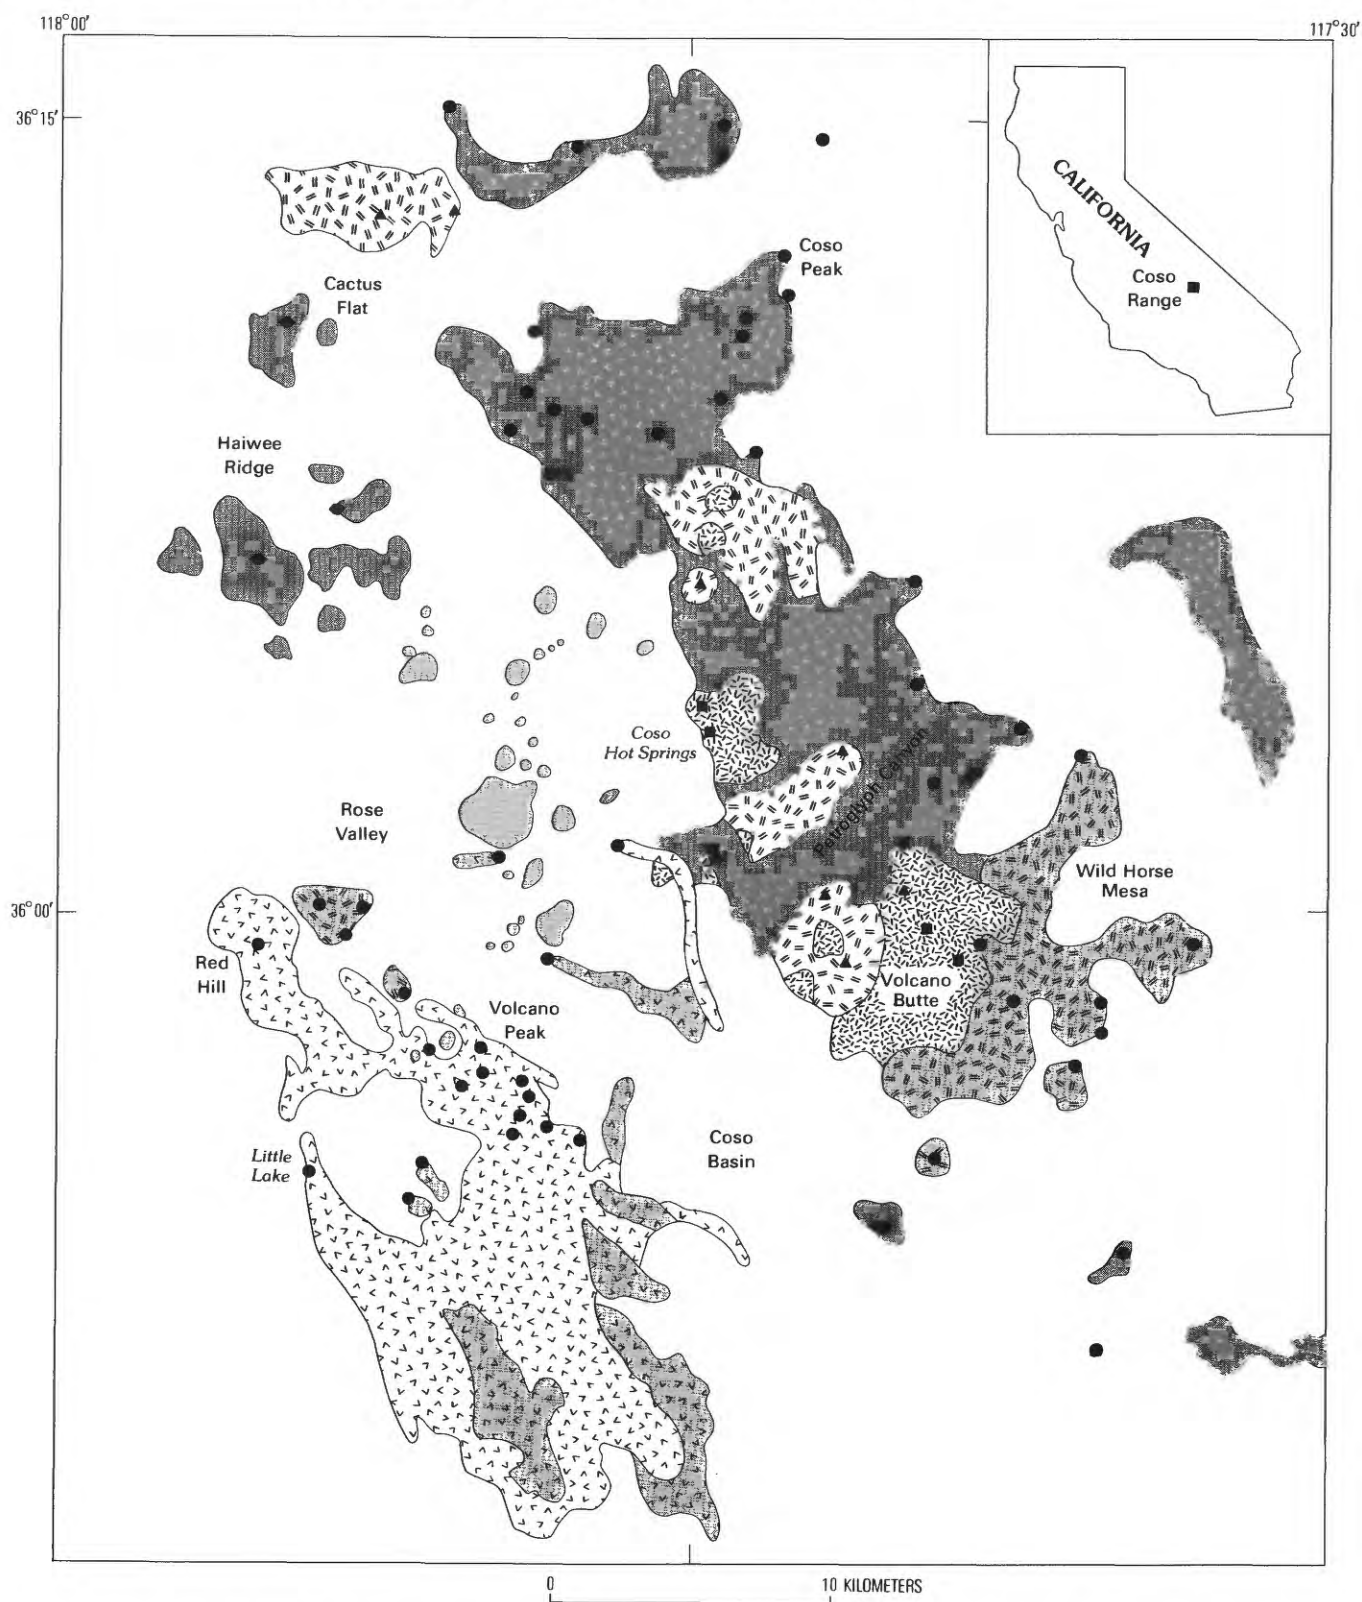 118°00'
117°30'
36°15'
CALIFORNIA
Coso
Range
Coso
Peak
Cactus
Flat
Haiwee
Ridge
Coso
Hot Springs
Petroglyph Canyon
Rose
Valley
Wild Horse
Mesa
36°00'
Red
Hill
Volcano
Butte
Volcano
Peak
Little
Lake
Coso
Basin
0
10 KILOMETERS